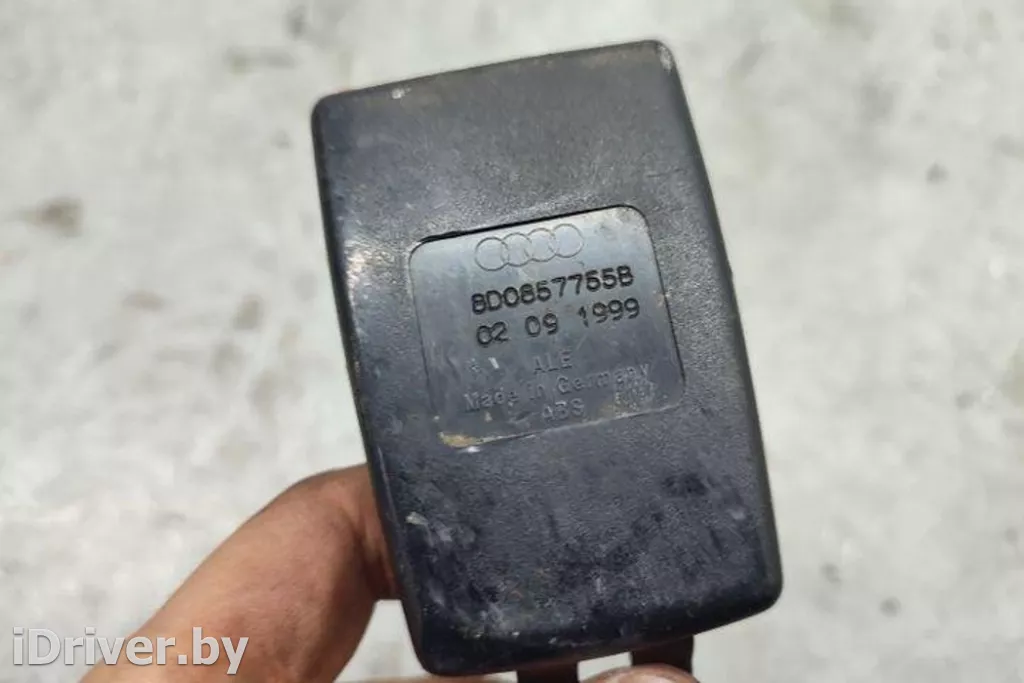 8D0857755B
02 09 1999
ALE
Made in Germany
ABS
iDriver.by